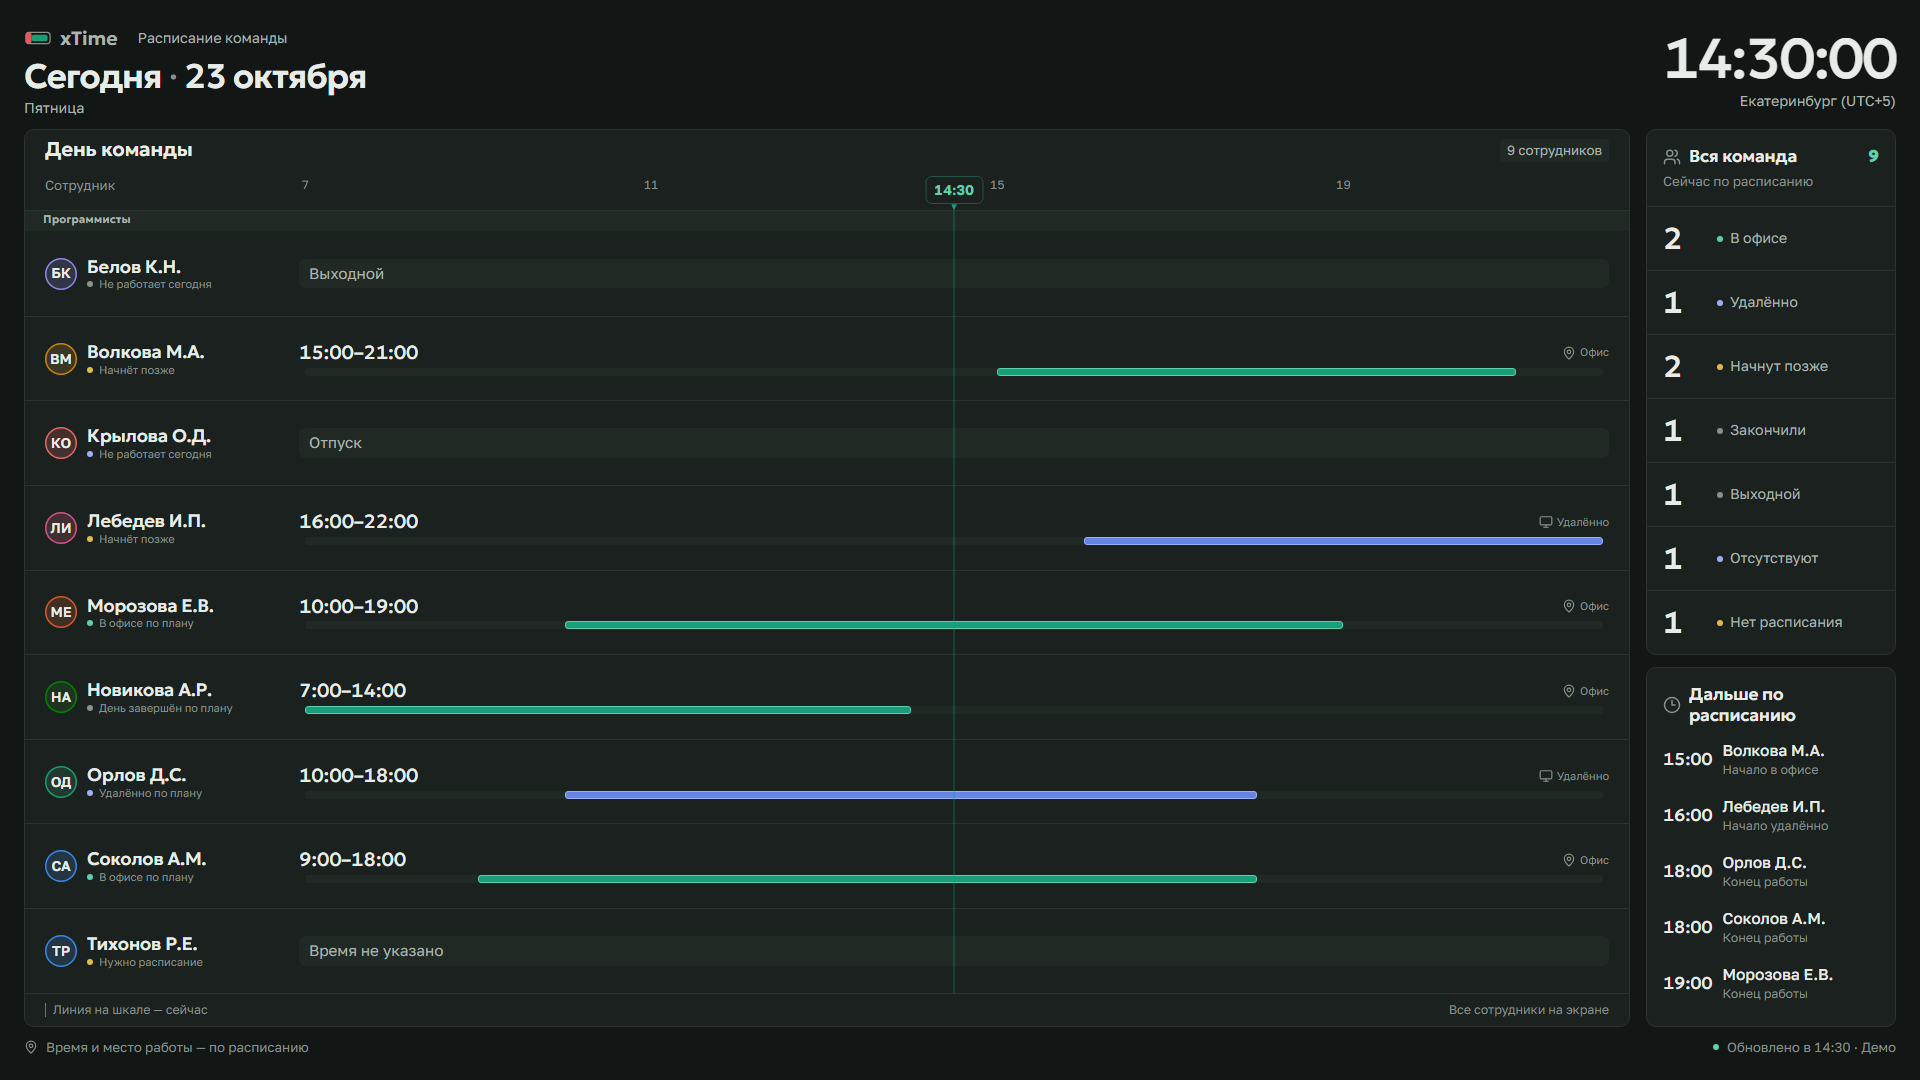 xTime Расписание команды
Сегодня · 23 октября
Пятница
14:30:00
Екатеринбург (UTC+5)
День команды
9 сотрудников
Сотрудник 7 11 14:30 15 19
Программисты
БК Белов К.Н.
Не работает сегодня
Выходной
ВМ Волкова М.А.
Начнёт позже
15:00–21:00
Офис
КО Крылова О.Д.
Не работает сегодня
Отпуск
ЛИ Лебедев И.П.
Начнёт позже
16:00–22:00
Удалённо
МЕ Морозова Е.В.
В офисе по плану
10:00–19:00
Офис
НА Новикова А.Р.
День завершён по плану
7:00–14:00
Офис
ОД Орлов Д.С.
Удалённо по плану
10:00–18:00
Удалённо
СА Соколов А.М.
В офисе по плану
9:00–18:00
Офис
ТР Тихонов Р.Е.
Нужно расписание
Время не указано
Линия на шкале — сейчас
Все сотрудники на экране
Вся команда 9
Сейчас по расписанию
2 В офисе
1 Удалённо
2 Начнут позже
1 Закончили
1 Выходной
1 Отсутствуют
1 Нет расписания
Дальше по
расписанию
15:00 Волкова М.А.
Начало в офисе
16:00 Лебедев И.П.
Начало удалённо
18:00 Орлов Д.С.
Конец работы
18:00 Соколов А.М.
Конец работы
19:00 Морозова Е.В.
Конец работы
Время и место работы — по расписанию
Обновлено в 14:30 · Демо